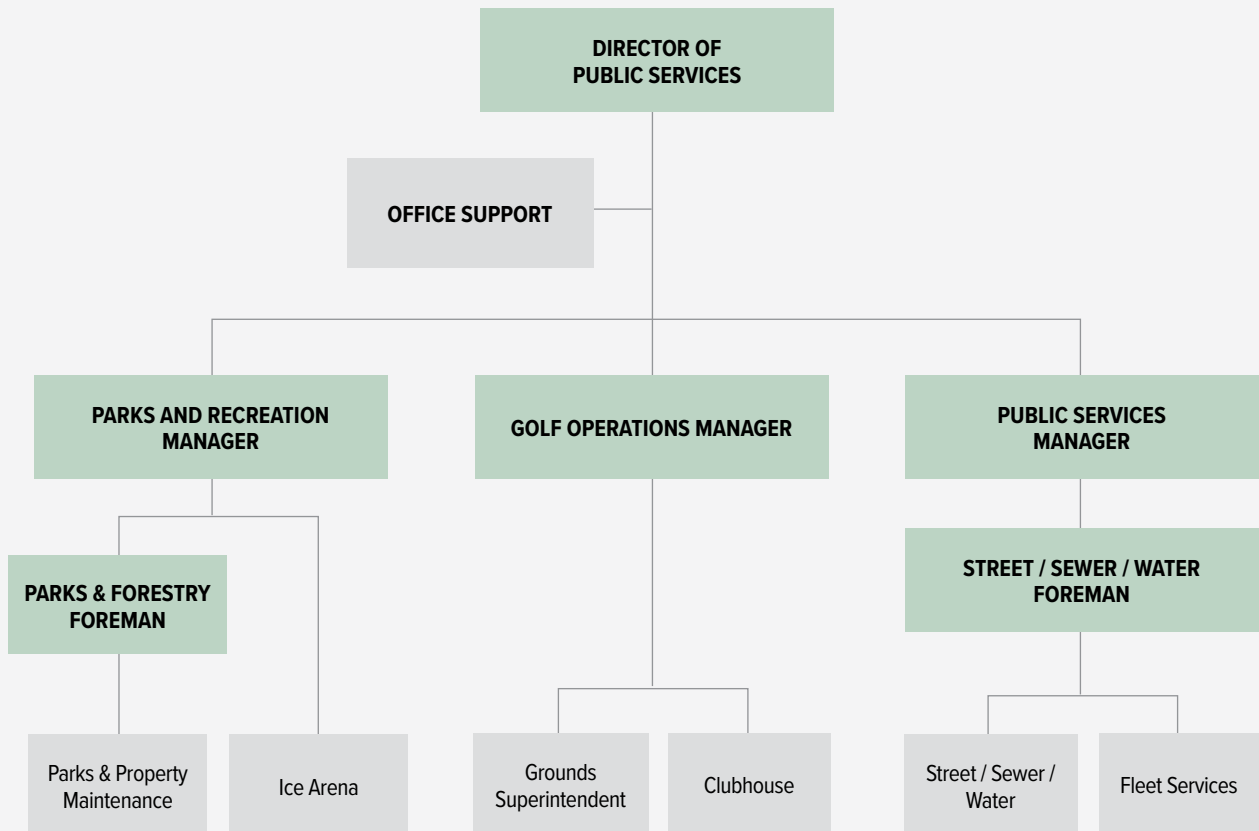 DIRECTOR OF
PUBLIC SERVICES
OFFICE SUPPORT
PARKS AND RECREATION
MANAGER
GOLF OPERATIONS MANAGER
PUBLIC SERVICES
MANAGER
PARKS & FORESTRY
FOREMAN
STREET / SEWER / WATER
FOREMAN
Parks & Property
Maintenance
Ice Arena
Grounds
Superintendent
Clubhouse
Street / Sewer /
Water
Fleet Services